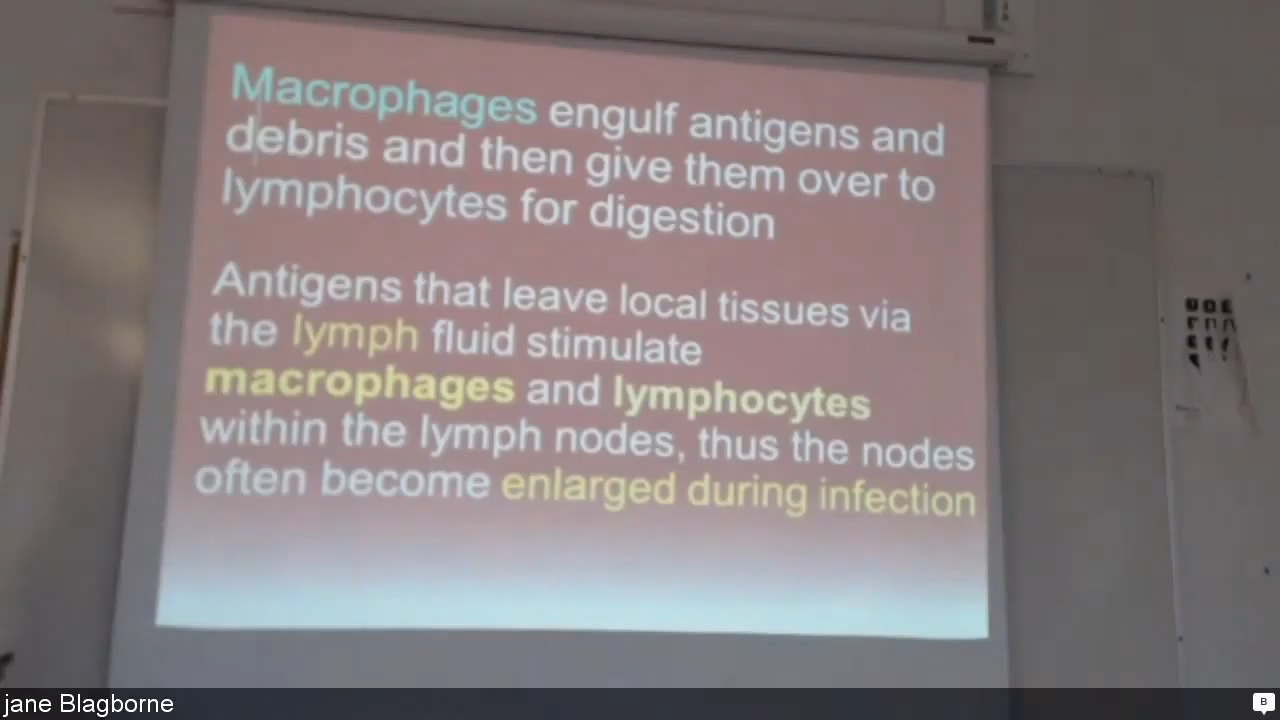 Macrophages engulf antigens and
debris and then give them over to
lymphocytes for digestion
Antigens that leave local tissues via
the lymph fluid stimulate
macrophages and lymphocytes
within the lymph nodes, thus the nodes
often become enlarged during infection
jane Blagborne
B